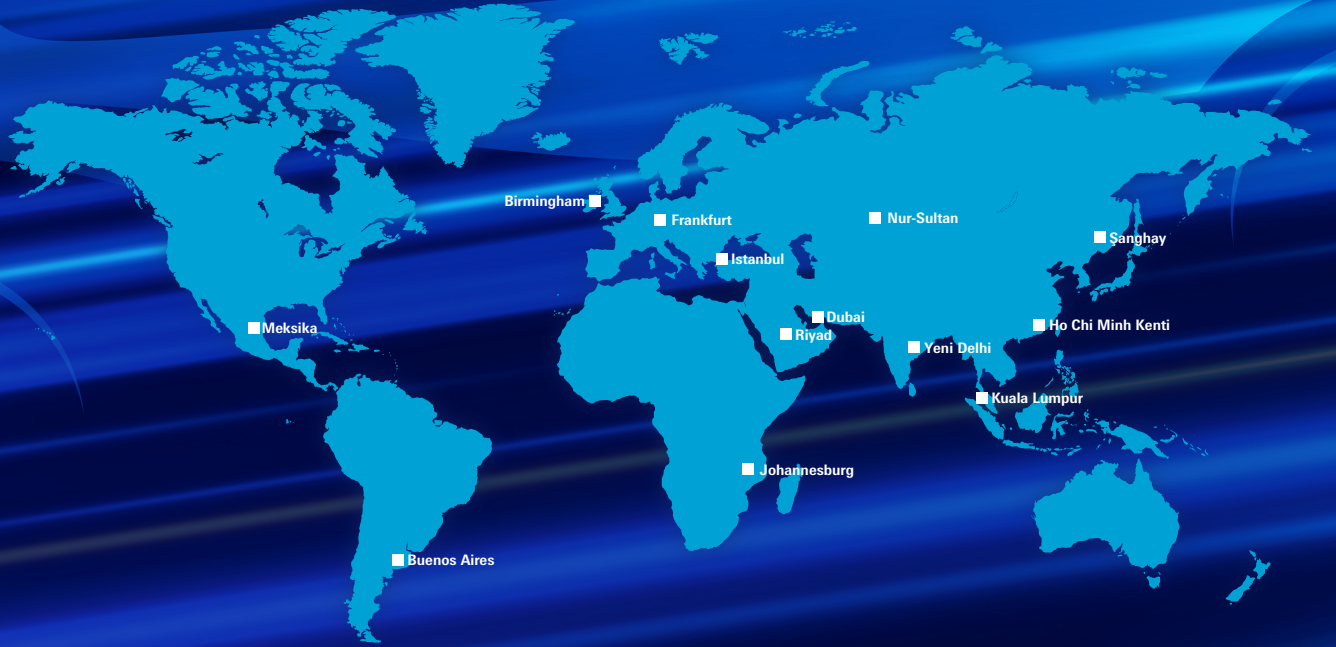 Birmingham
Frankfurt
Nur-Sultan
Şanghay
Istanbul
Dubai
Ho Chi Minh Kenti
Meksika
Riyad
Yeni Delhi
Kuala Lumpur
Johannesburg
Buenos Aires